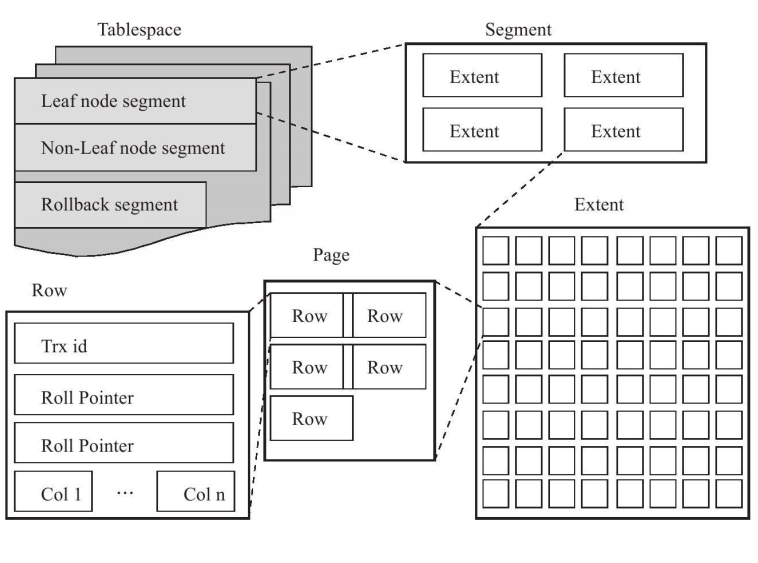 Tablespace
Leaf node segment
Non-Leaf node segment
Rollback segment
Segment
Extent Extent
Extent Extent
Extent
Page
Row Row
Row Row
Row
Row
Trx id
Roll Pointer
Roll Pointer
Col 1 ... Col n